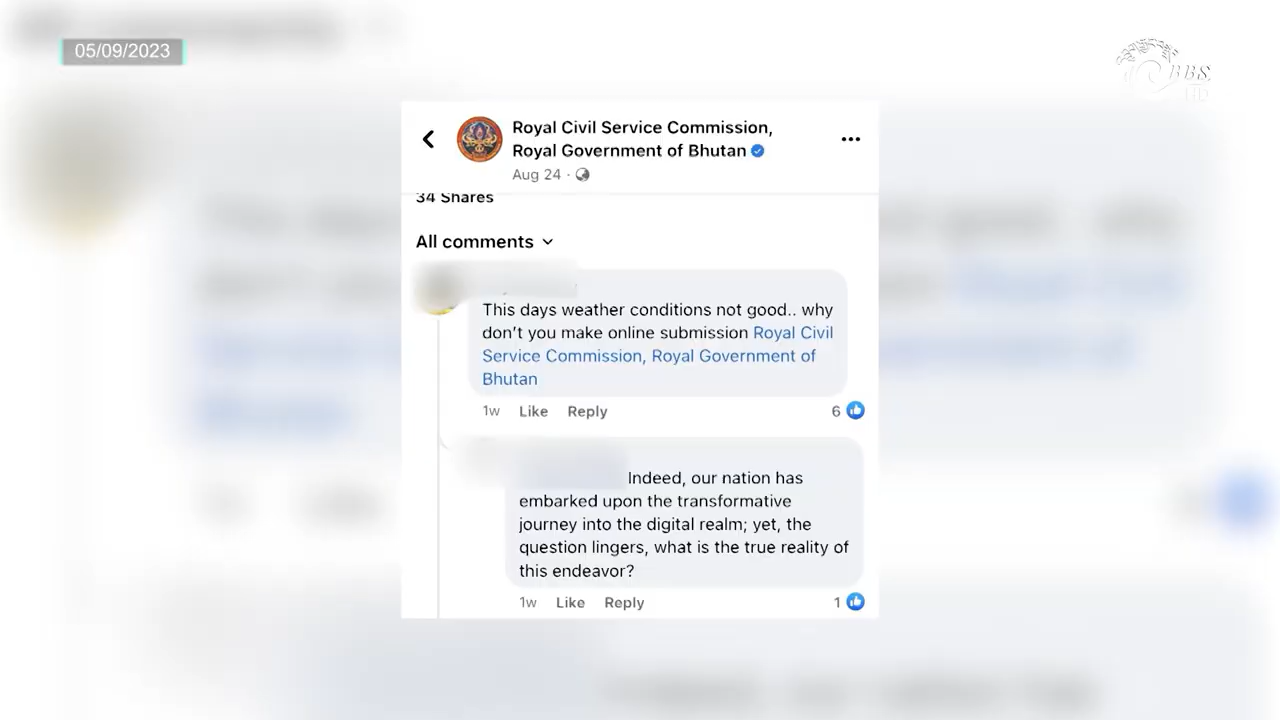 05/09/2023
BBS
HD
Royal Civil Service Commission,
Royal Government of Bhutan
Aug 24 ·
34 Shares
All comments
This days weather conditions not good.. why
don't you make online submission Royal Civil
Service Commission, Royal Government of
Bhutan
1w Like Reply 6
Indeed, our nation has
embarked upon the transformative
journey into the digital realm; yet, the
question lingers, what is the true reality of
this endeavor?
1w Like Reply 1